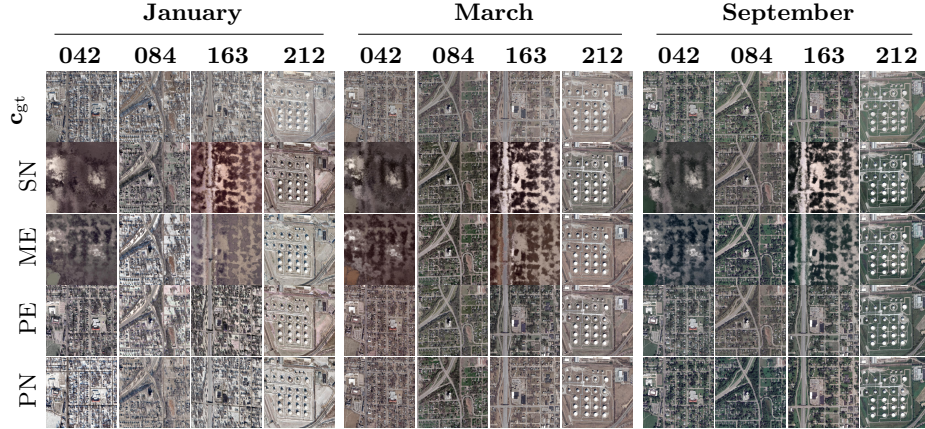 January March September
042 084 163 212 042 084 163 212 042 084 163 212
c_gt
SN
ME
PE
PN